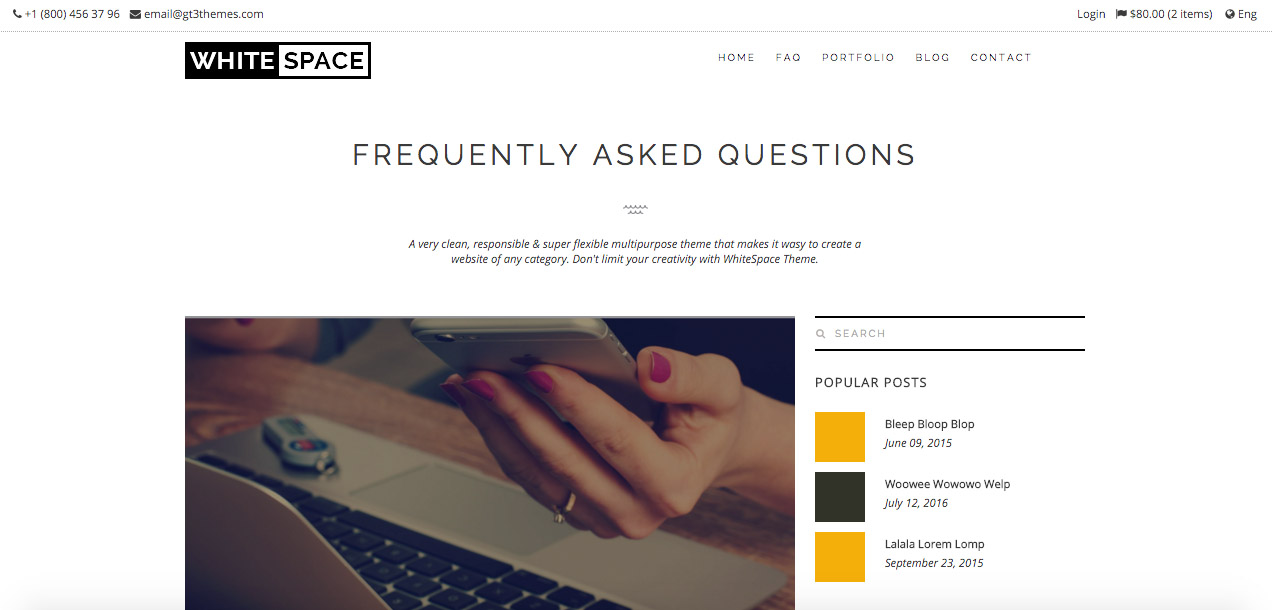 +1 (800) 456 37 96 email@gt3themes.com Login $80.00 (2 items) Eng
WHITE SPACE HOME FAQ PORTFOLIO BLOG CONTACT
FREQUENTLY ASKED QUESTIONS
A very clean, responsible & super flexible multipurpose theme that makes it wasy to create a
website of any category. Don't limit your creativity with WhiteSpace Theme.
SEARCH
POPULAR POSTS
Bleep Bloop Blop
June 09, 2015
Woowee Wowowo Welp
July 12, 2016
Lalala Lorem Lomp
September 23, 2015